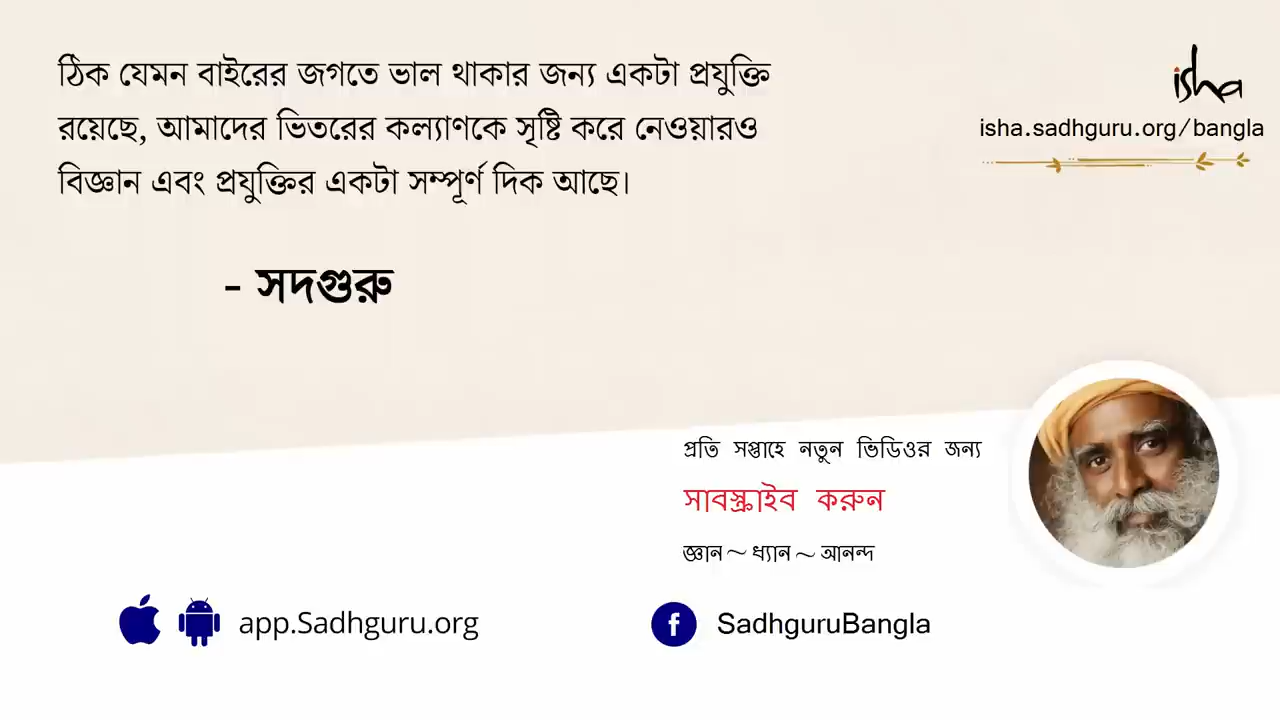 ঠিক যেমন বাইরের জগতে ভাল থাকার জন্য একটা প্রযুক্তি
রয়েছে, আমাদের ভিতরের কল্যাণকে সৃষ্টি করে নেওয়ারও
বিজ্ঞান এবং প্রযুক্তির একটা সম্পূর্ণ দিক আছে।
- সদগুরু
isha
isha.sadhguru.org/bangla
প্রতি সপ্তাহে নতুন ভিডিওর জন্য
সাবস্ক্রাইব করুন
জ্ঞান ~ ধ্যান ~ আনন্দ
app.Sadhguru.org
f SadhguruBangla